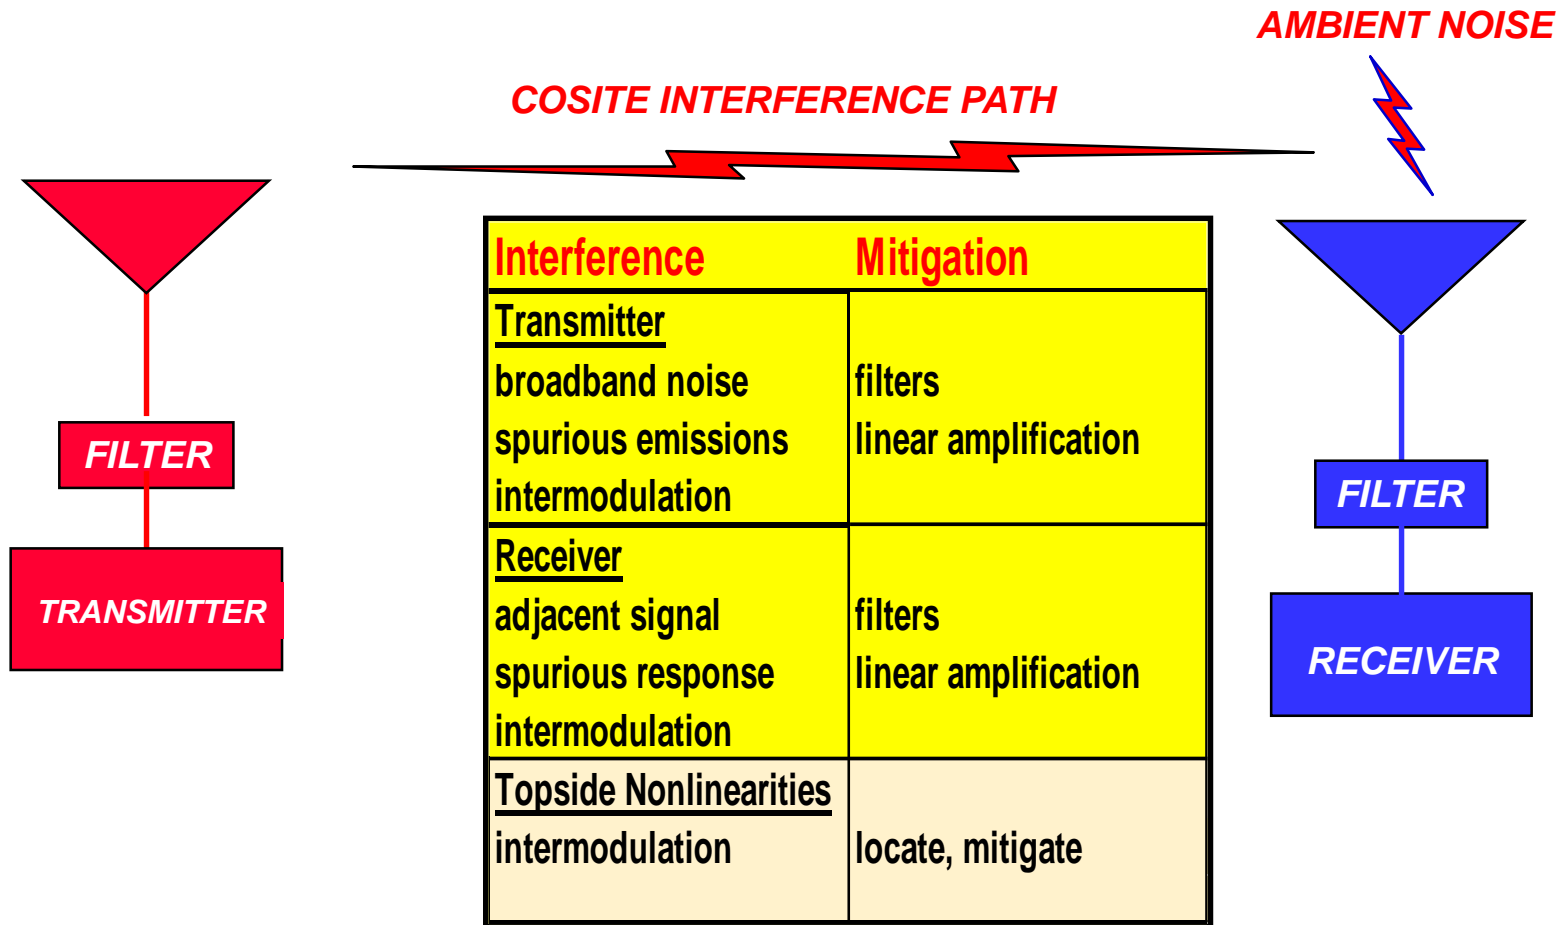 AMBIENT NOISE
COSITE INTERFERENCE PATH
Interference Mitigation
Transmitter
broadband noise filters
spurious emissions linear amplification
intermodulation
Receiver
adjacent signal filters
spurious response linear amplification
intermodulation
Topside Nonlinearities
intermodulation locate, mitigate
FILTER
TRANSMITTER
FILTER
RECEIVER